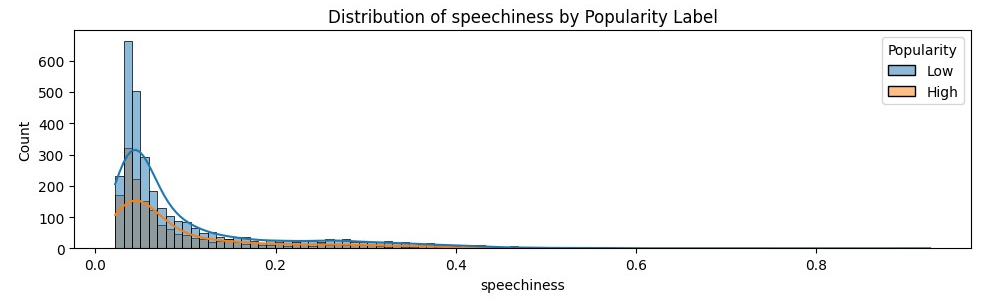 Distribution of speechiness by Popularity Label
Popularity
Low
High
Count
600
500
400
300
200
100
0
0.0 0.2 0.4 0.6 0.8
speechiness